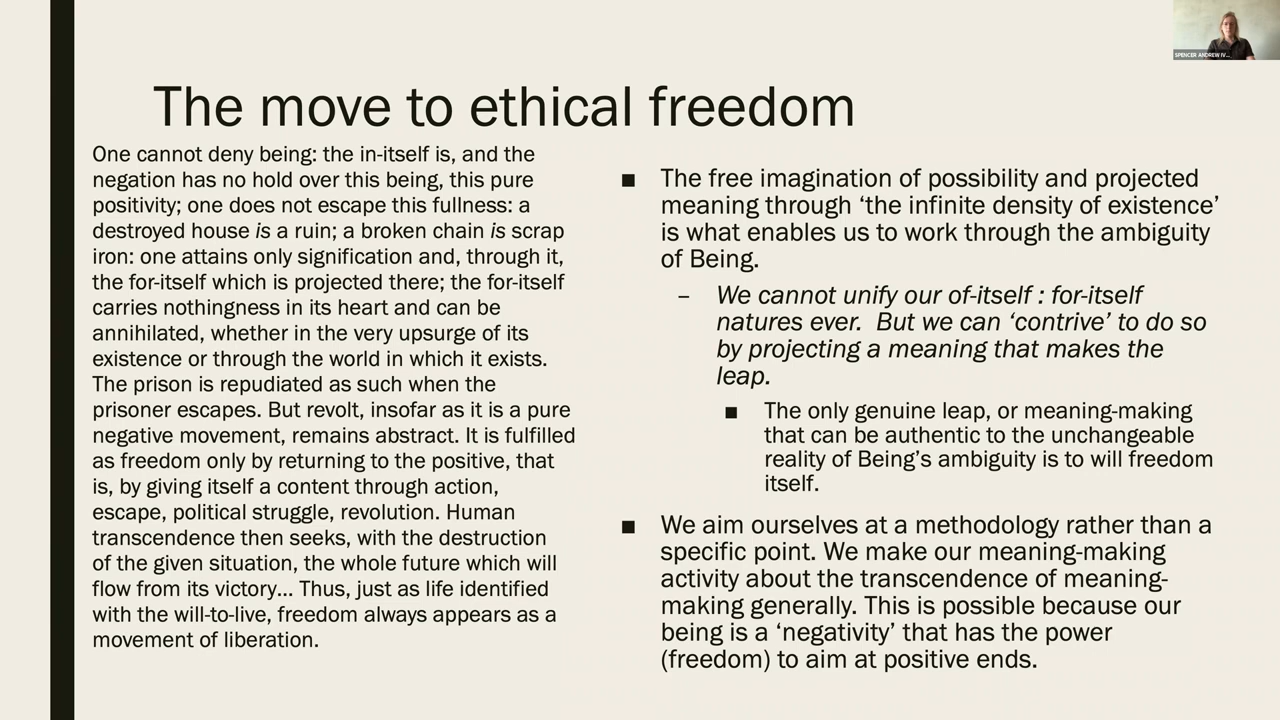 SPENCER ANDREW IV...
The move to ethical freedom
One cannot deny being: the in-itself is, and the
negation has no hold over this being, this pure
positivity; one does not escape this fullness: a
destroyed house is a ruin; a broken chain is scrap
iron: one attains only signification and, through it,
the for-itself which is projected there; the for-itself
carries nothingness in its heart and can be
annihilated, whether in the very upsurge of its
existence or through the world in which it exists.
The prison is repudiated as such when the
prisoner escapes. But revolt, insofar as it is a pure
negative movement, remains abstract. It is fulfilled
as freedom only by returning to the positive, that
is, by giving itself a content through action,
escape, political struggle, revolution. Human
transcendence then seeks, with the destruction
of the given situation, the whole future which will
flow from its victory... Thus, just as life identified
with the will-to-live, freedom always appears as a
movement of liberation.
■ The free imagination of possibility and projected
meaning through ‘the infinite density of existence’
is what enables us to work through the ambiguity
of Being.
– We cannot unify our of-itself : for-itself
natures ever.  But we can ‘contrive’ to do so
by projecting a meaning that makes the
leap.
■ The only genuine leap, or meaning-making
that can be authentic to the unchangeable
reality of Being’s ambiguity is to will freedom
itself.
■ We aim ourselves at a methodology rather than a
specific point. We make our meaning-making
activity about the transcendence of meaning-
making generally. This is possible because our
being is a ‘negativity’ that has the power
(freedom) to aim at positive ends.